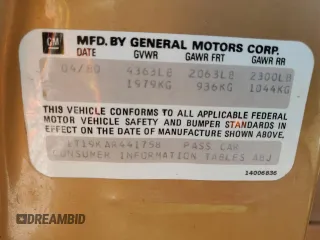 GM
MFD. BY GENERAL MOTORS CORP.
DATE GVWR GAWR FRT GAWR RR
04/80 4363LB 2063LB 2300LB
1979KG 936KG 1044KG
THIS VEHICLE CONFORMS TO ALL APPLICABLE FEDERAL
MOTOR VEHICLE SAFETY AND BUMPER STANDARDS IN
EFFECT ON THE DATE OF MANUFACTURE SHOWN ABOVE.
1T19KAR441758 PASS CAR
CONSUMER INFORMATION TABLES ABJ
14006836
DREAMBID